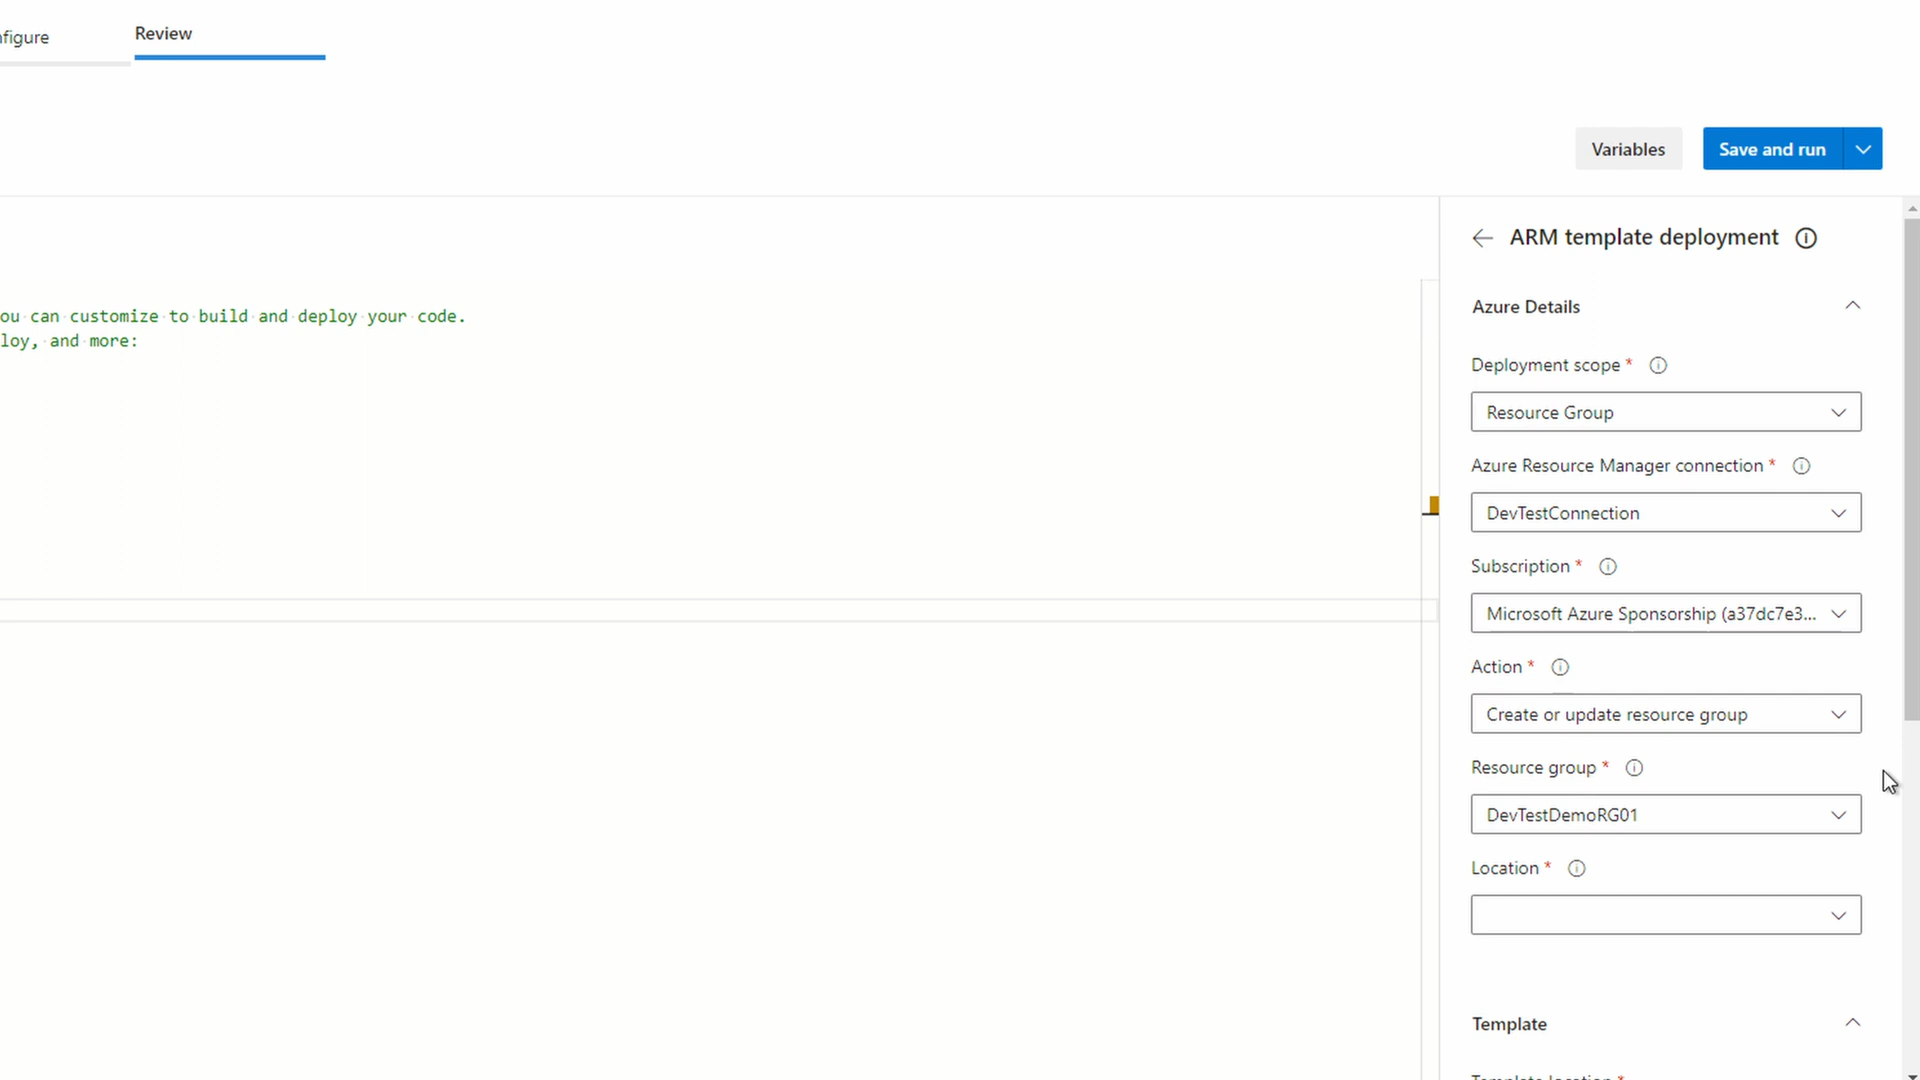 nfigure
Review
Variables
Save and run
ARM template deployment
ou can customize to build and deploy your code.
loy, and more:
Azure Details
Deployment scope *
Resource Group
Azure Resource Manager connection *
DevTestConnection
Subscription *
Microsoft Azure Sponsorship (a37dc7e3...
Action *
Create or update resource group
Resource group *
DevTestDemoRG01
Location *
Template
Template location *